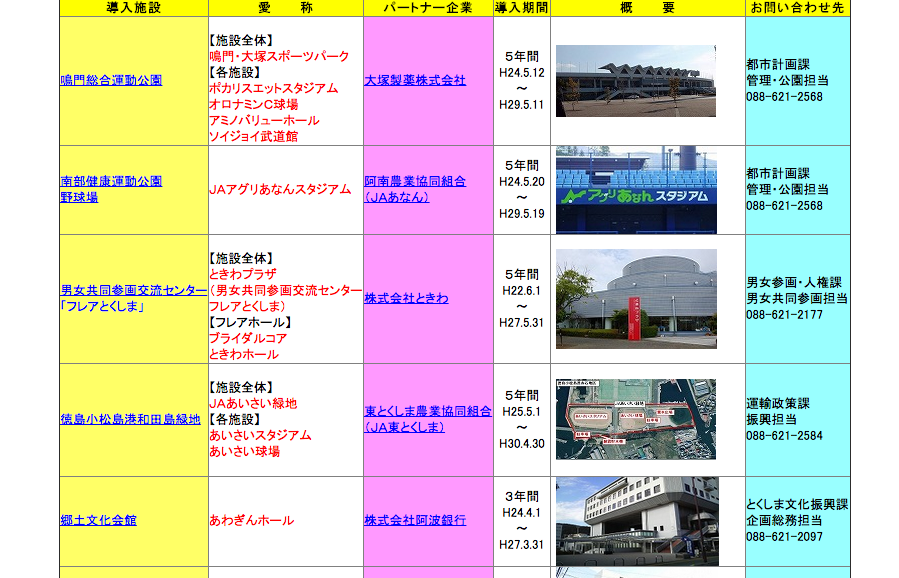 導入施設
愛　　称
パートナー企業
導入期間
概　　要
お問い合わせ先
鳴門総合運動公園
【施設全体】
鳴門・大塚スポーツパーク
【各施設】
ポカリスエットスタジアム
オロナミンC球場
アミノバリューホール
ソイジョイ武道館
大塚製薬株式会社
5年間
H24.5.12
～
H29.5.11
都市計画課
管理・公園担当
088-621-2568
南部健康運動公園
野球場
JAアグリあなんスタジアム
阿南農業協同組合
（JAあなん）
5年間
H24.5.20
～
H29.5.19
アグリあなんスタジアム
都市計画課
管理・公園担当
088-621-2568
男女共同参画交流センター
「フレアとくしま」
【施設全体】
ときわプラザ
（男女共同参画交流センター
フレアとくしま）
【フレアホール】
ブライダルコア
ときわホール
株式会社ときわ
5年間
H22.6.1
～
H27.5.31
男女参画・人権課
男女共同参画担当
088-621-2177
徳島小松島港和田島緑地
【施設全体】
JAあいさい緑地
【各施設】
あいさいスタジアム
あいさい球場
東とくしま農業協同組合
（JA東とくしま）
5年間
H25.5.1
～
H30.4.30
運輸政策課
振興担当
088-621-2584
郷土文化会館
あわぎんホール
株式会社阿波銀行
3年間
H24.4.1
～
H27.3.31
とくしま文化振興課
企画総務担当
088-621-2097